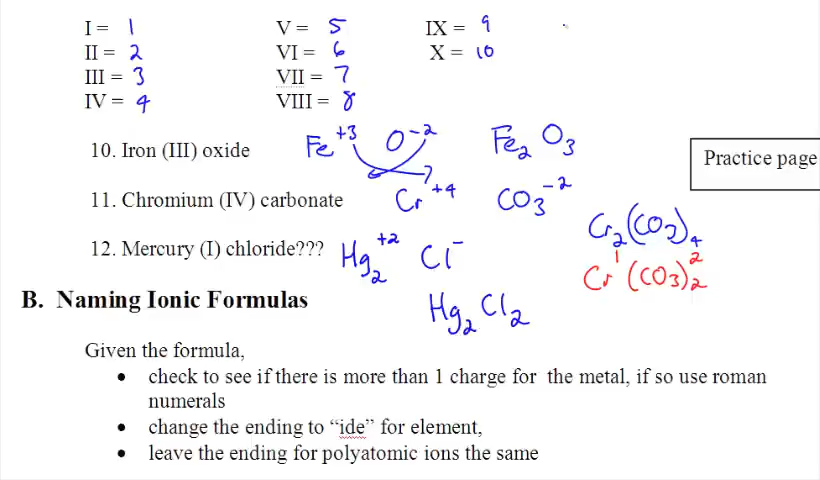 I = 1 V = 5 IX = 9
II = 2 VI = 6 X = 10
III = 3 VII = 7
IV = 4 VIII = 8
10. Iron (III) oxide Fe⁺³ O⁻² Fe₂O₃
Practice page
11. Chromium (IV) carbonate Cr⁺⁴ CO₃⁻²
Cr₂(CO₃)₄
1 2
12. Mercury (I) chloride??? Hg₂⁺² Cl⁻
Cr(CO₃)₂
Hg₂Cl₂
B. Naming Ionic Formulas
Given the formula,
• check to see if there is more than 1 charge for the metal, if so use roman
numerals
• change the ending to “ide” for element,
• leave the ending for polyatomic ions the same